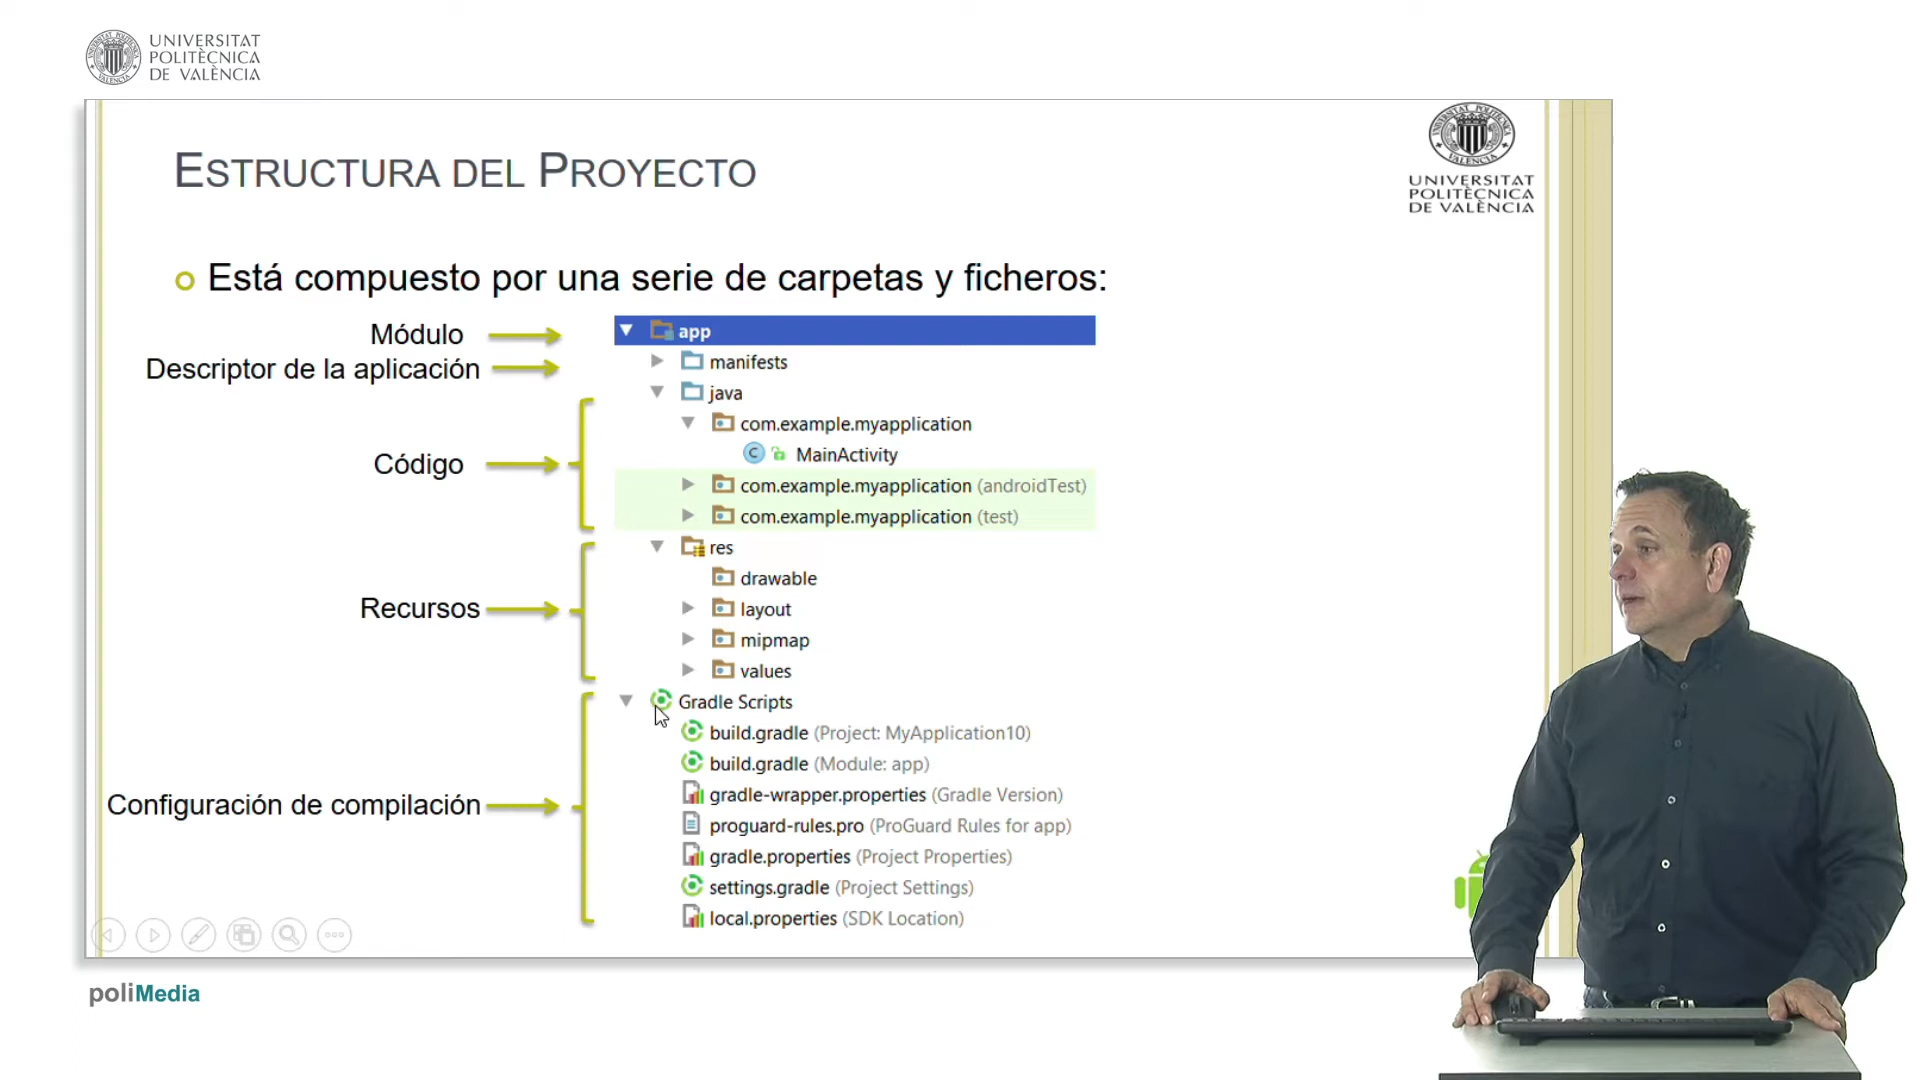 UNIVERSITAT
POLITÈCNICA
DE VALÈNCIA
ESTRUCTURA DEL PROYECTO
UNIVERSITAT
POLITÈCNICA
DE VALÈNCIA
Está compuesto por una serie de carpetas y ficheros:
Módulo
app
Descriptor de la aplicación
manifests
java
com.example.myapplication
Código
C MainActivity
com.example.myapplication (androidTest)
com.example.myapplication (test)
res
drawable
Recursos
layout
mipmap
values
Gradle Scripts
build.gradle (Project: MyApplication10)
build.gradle (Module: app)
Configuración de compilación
gradle-wrapper.properties (Gradle Version)
proguard-rules.pro (ProGuard Rules for app)
gradle.properties (Project Properties)
settings.gradle (Project Settings)
local.properties (SDK Location)
poliMedia